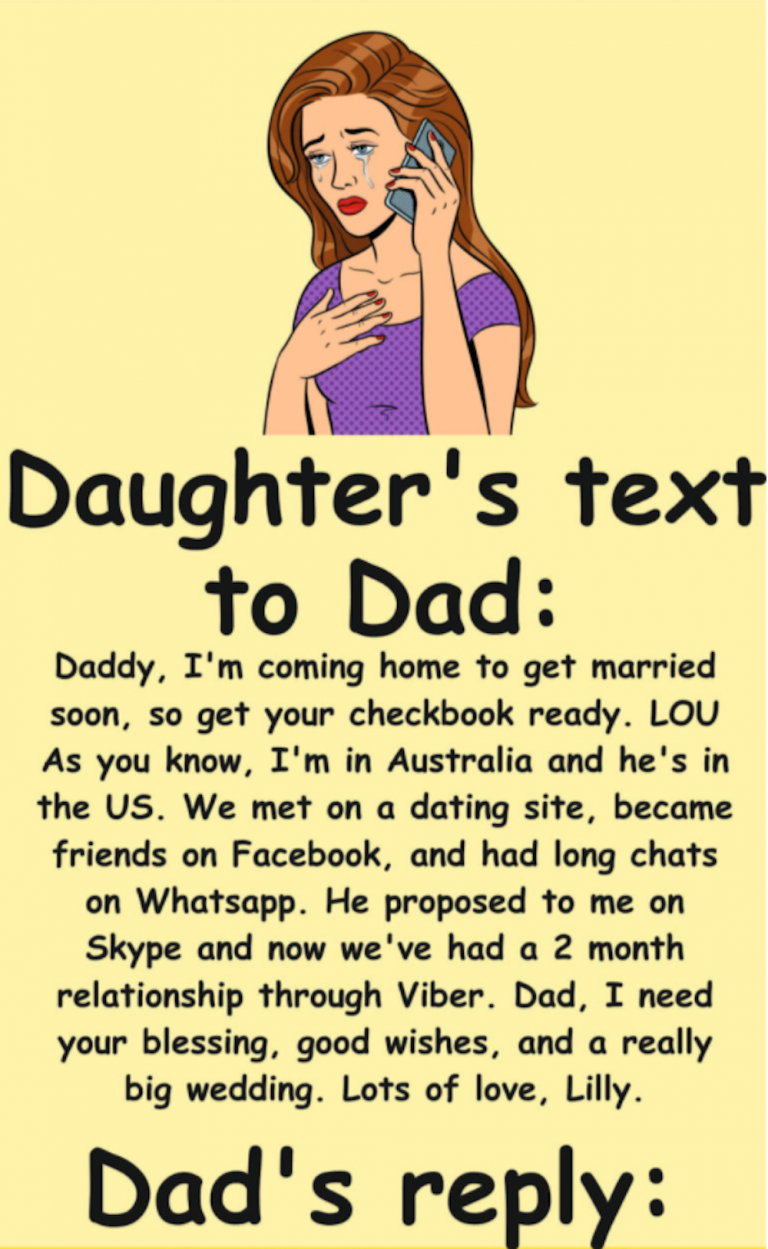 Daughter's text
to Dad:
Daddy, I'm coming home to get married
soon, so get your checkbook ready. LOU
As you know, I'm in Australia and he's in
the US. We met on a dating site, became
friends on Facebook, and had long chats
on Whatsapp. He proposed to me on
Skype and now we've had a 2 month
relationship through Viber. Dad, I need
your blessing, good wishes, and a really
big wedding. Lots of love, Lilly.
Dad's reply: